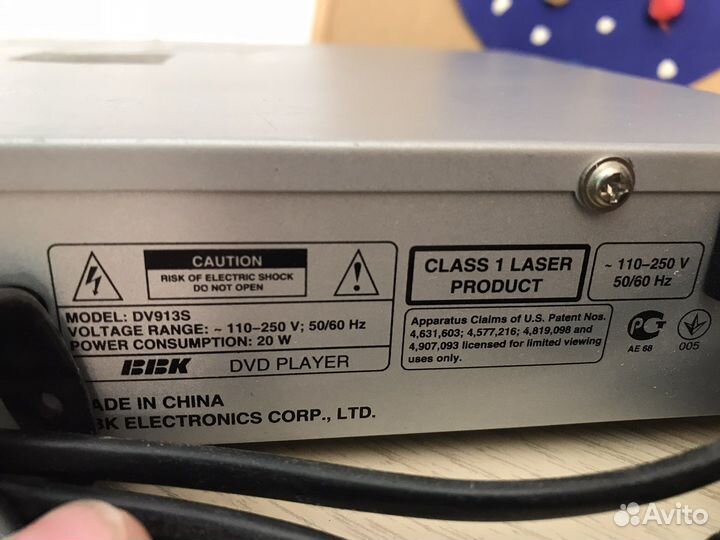 CAUTION
RISK OF ELECTRIC SHOCK
DO NOT OPEN
MODEL: DV913S
VOLTAGE RANGE: ~ 110–250 V; 50/60 Hz
POWER CONSUMPTION: 20 W
BBK DVD PLAYER
CLASS 1 LASER
PRODUCT
~ 110–250 V
50/60 Hz
Apparatus Claims of U.S. Patent Nos.
4,631,603; 4,577,216; 4,819,098 and
4,907,093 licensed for limited viewing
uses only.
АЕ 68
005
ADE IN CHINA
BK ELECTRONICS CORP., LTD.
Avito